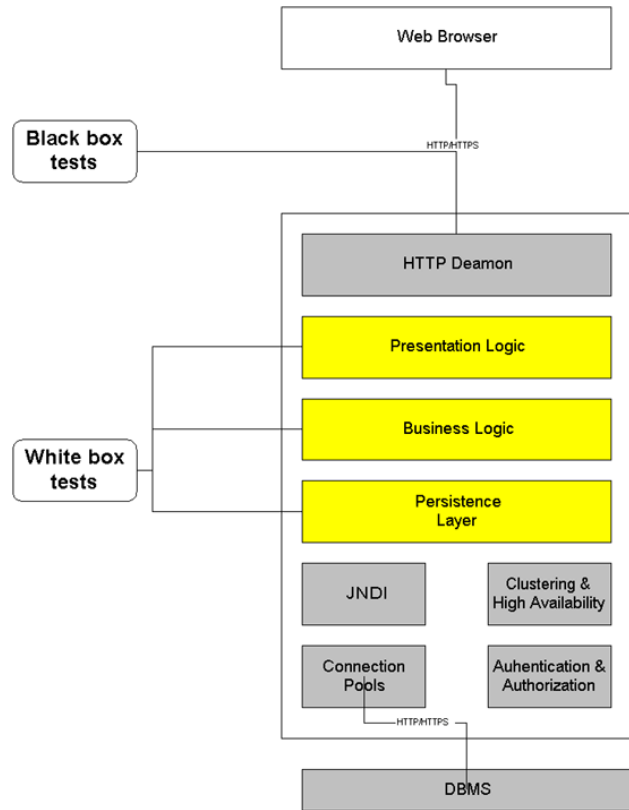 Web Browser
Black box
tests
HTTP/HTTPS
HTTP Deamon
Presentation Logic
Business Logic
White box
tests
Persistence
Layer
JNDI
Clustering &
High Availability
Connection
Pools
Auhentication &
Authorization
HTTP/HTTPS
DBMS